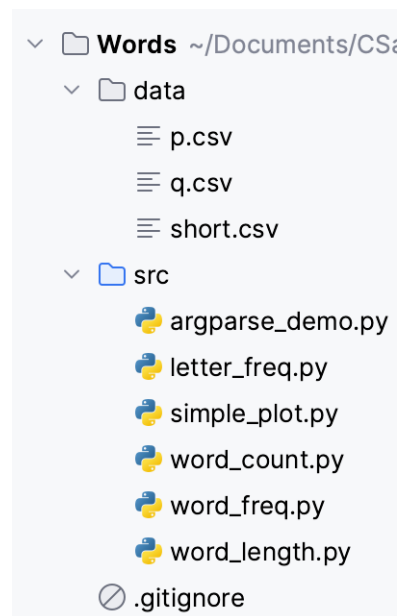 Words ~/Documents/CSa
data
p.csv
q.csv
short.csv
src
argparse_demo.py
letter_freq.py
simple_plot.py
word_count.py
word_freq.py
word_length.py
.gitignore